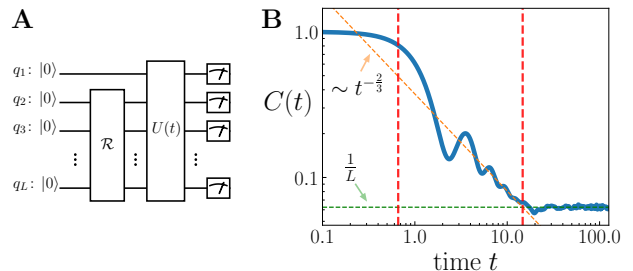 A
q₁: |0⟩
q₂: |0⟩
q₃: |0⟩
⋮ ⋮ ⋮
q_L: |0⟩
ℛ
U(t)
B
C(t)
1.0
0.1
∼ t^{-2/3}
1/L
0.1 1.0 10.0 100.0
time t